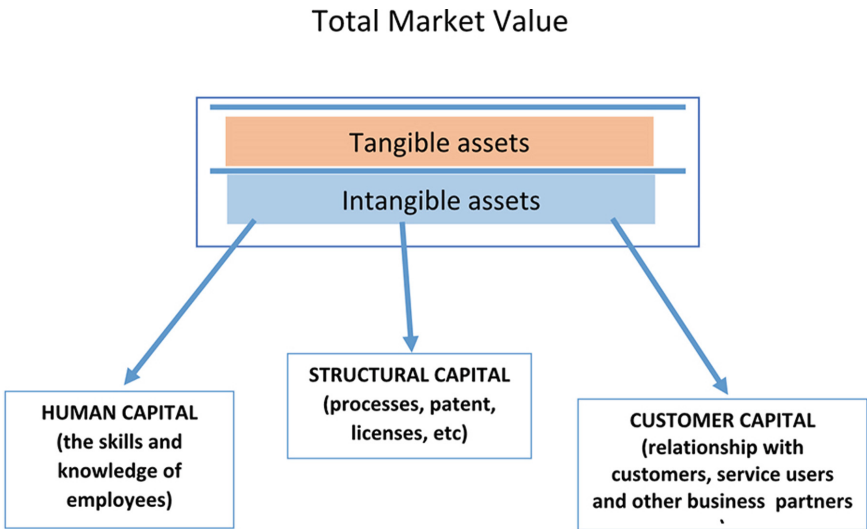 Total Market Value
Tangible assets
Intangible assets
HUMAN CAPITAL
(the skills and
knowledge of
employees)
STRUCTURAL CAPITAL
(processes, patent,
licenses, etc)
CUSTOMER CAPITAL
(relationship with
customers, service users
and other business partners
)